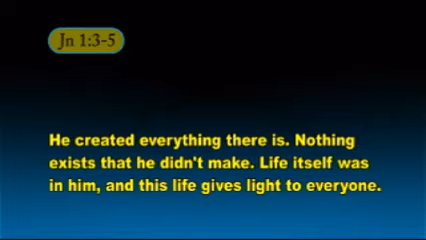 Jn 1:3-5
He created everything there is. Nothing
exists that he didn't make. Life itself was
in him, and this life gives light to everyone.